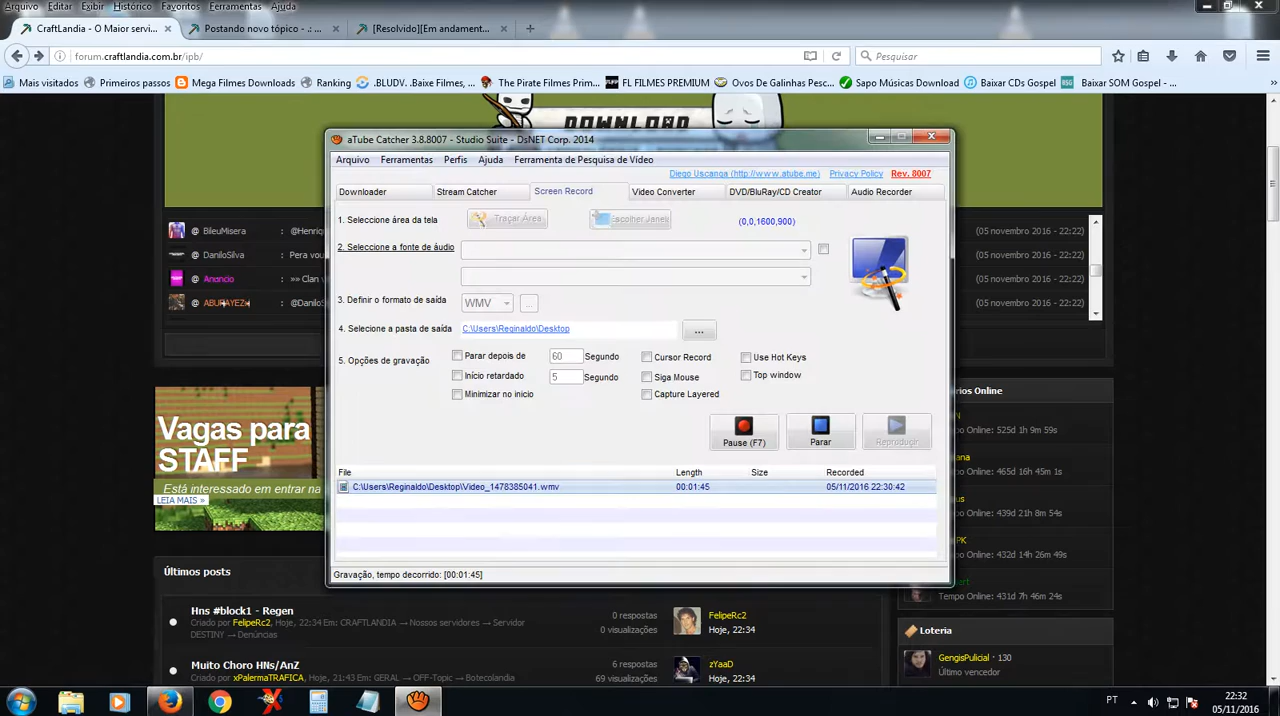 Arquivo Editar Exibir Histórico Favoritos Ferramentas Ajuda
CraftLandia - O Maior servi... Postando novo tópico - .: ... [Resolvido][Em andament...
forum.craftlandia.com.br/ipb/ Pesquisar
Mais visitados Primeiros passos Mega Filmes Downloads Ranking .:BLUDV. .:Baixe Filmes, ... The Pirate Filmes Prim... FL FILMES PREMIUM Ovos De Galinhas Pesc... Sapo Músicas Download Baixar CDs Gospel Baixar SOM Gospel
DOWNLOAD
aTube Catcher 3.8.8007 - Studio Suite - DsNET Corp. 2014
Arquivo Ferramentas Perfis Ajuda Ferramenta de Pesquisa de Vídeo
Diego Uscanga (http://www.atube.me) Privacy Policy Rev. 8007
Downloader Stream Catcher Screen Record Video Converter DVD/BluRay/CD Creator Audio Recorder
1. Seleccione área da tela Traçar Área Escolher Janela (0,0,1600,900)
2. Seleccione a fonte de áudio
3. Definir o formato de saída WMV ...
4. Selecione a pasta de saída C:\Users\Reginaldo\Desktop ...
5. Opções de gravação
Parar depois de 60 Segundo Cursor Record Use Hot Keys
Início retardado 5 Segundo Siga Mouse Top window
Minimizar no inicio Capture Layered
Pause (F7) Parar Reproducir
File Length Size Recorded
C:\Users\Reginaldo\Desktop\Video_1478385041.wmv 00:01:45 05/11/2016 22:30:42
Gravação, tempo decorrido: [00:01:45]
@ BileuMisera : @Henriq
(05 novembro 2016 - 22:22)
@ DaniloSilva : Pera vou
(05 novembro 2016 - 22:22)
@ Anancio : »» Clan
(05 novembro 2016 - 22:22)
@ : @DaniloS
(05 novembro 2016 - 22:22)
Vagas para
STAFF
Está interessado em entrar na
LEIA MAIS »
Online
525d 1h 9m 59s
465d 16h 45m 1s
439d 21h 8m 54s
Tempo Online: 432d 14h 26m 49s
Tempo Online: 431d 7h 46m 24s
Loteria
GengisPulicial - 130
Último vencedor
Últimos posts
Hns #block1 - Regen
Criado por FelipeRc2, Hoje, 22:34 Em: CRAFTLANDIA → Nossos servidores → Servidor
DESTINY → Denúncias
0 respostas
0 visualizações
FelipeRc2
Hoje, 22:34
Muito Choro HNs/AnZ
Criado por xPalermaTRAFICA, Hoje, 21:43 Em: GERAL → OFF-Topic → Botecolandia
6 respostas
69 visualizações
zYaaD
Hoje, 22:34
PT 22:32
05/11/2016